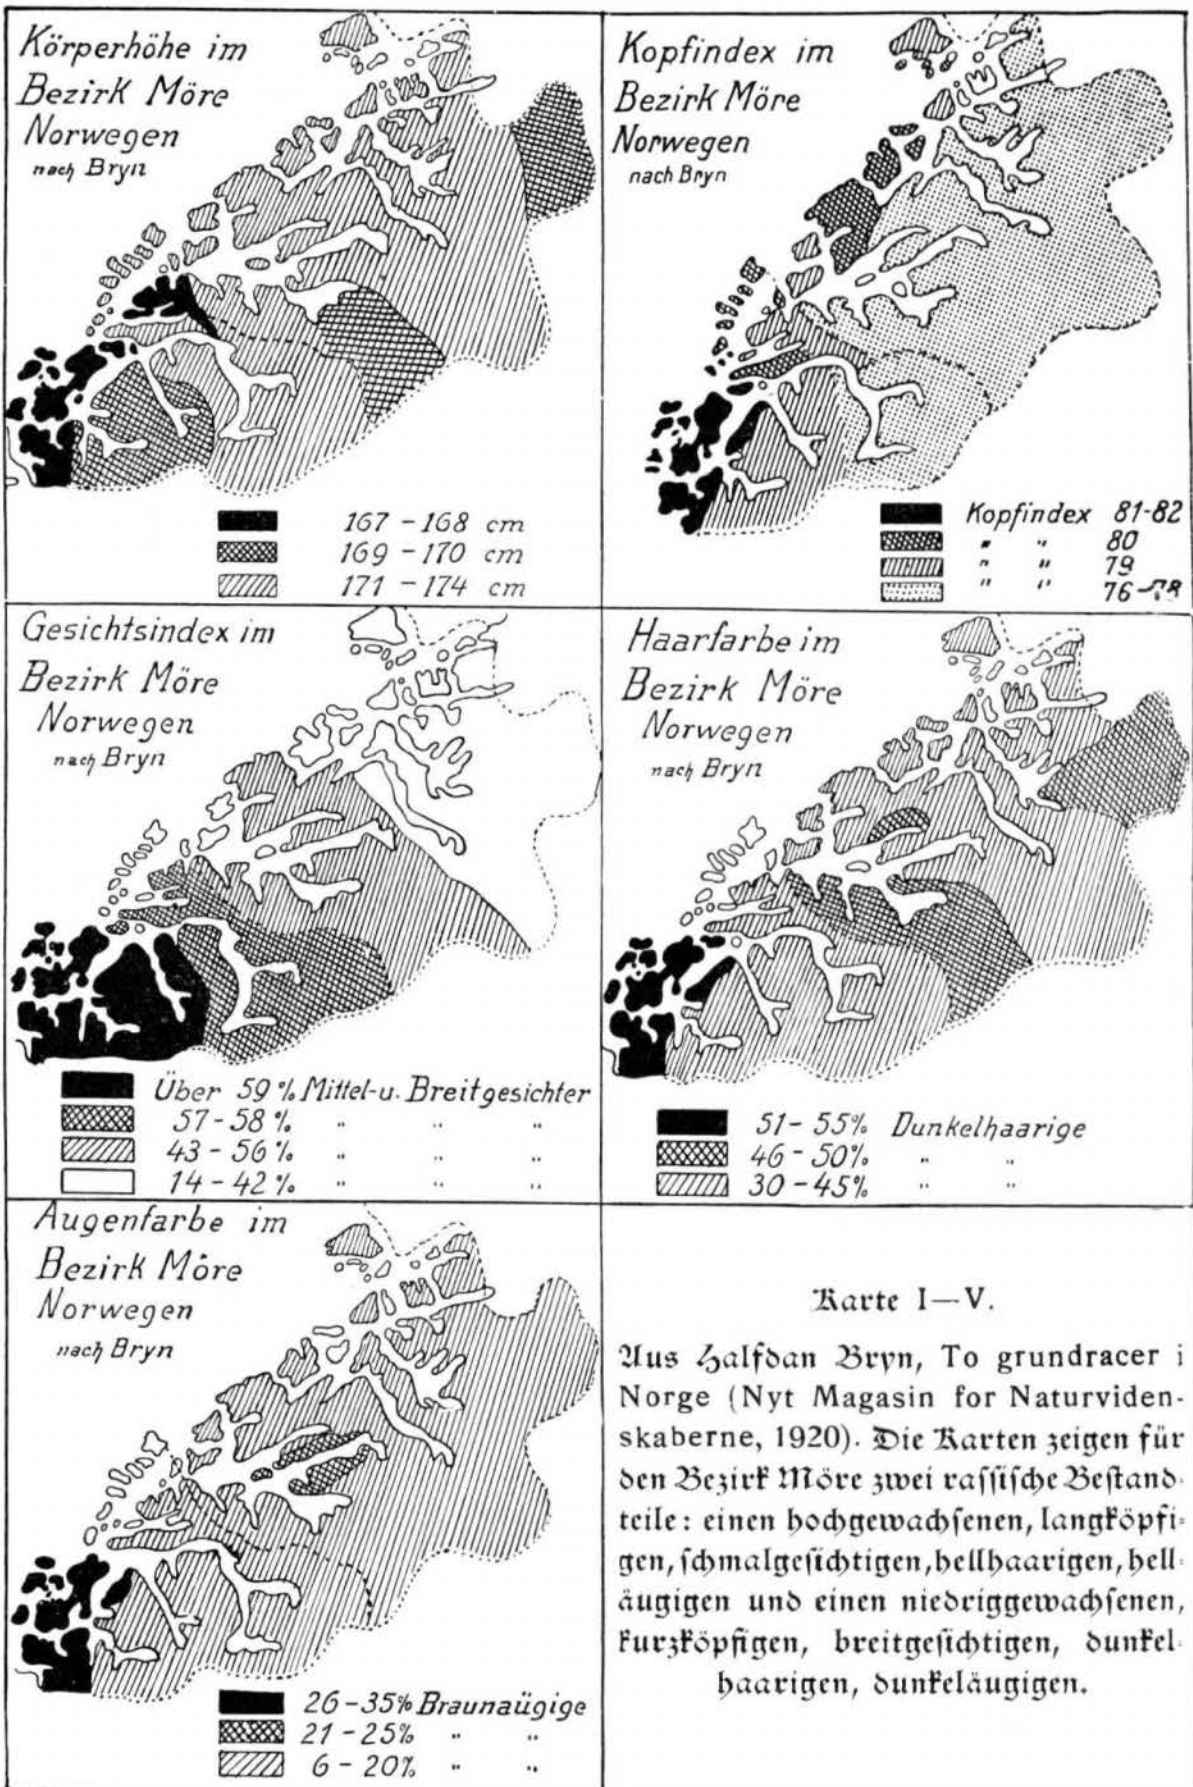 Körperhöhe im
Bezirk Möre
Norwegen
nach Bryn
167 - 168 cm
169 - 170 cm
171 - 174 cm
Kopfindex im
Bezirk Möre
Norwegen
nach Bryn
Kopfindex 81-82
" " 80
" " 79
" " 76-78
Gesichtsindex im
Bezirk Möre
Norwegen
nach Bryn
Über 59 % Mittel-u. Breitgesichter
57 - 58 % " " "
43 - 56 % " " "
14 - 42 % " " "
Haarfarbe im
Bezirk Möre
Norwegen
nach Bryn
51 - 55% Dunkelhaarige
46 - 50% " "
30 - 45% " "
Augenfarbe im
Bezirk Möre
Norwegen
nach Bryn
26 - 35% Braunaügige
21 - 25% " "
6 - 20% " "
Karte I—V.
Aus Halfdan Bryn, To grundracer i
Norge (Nyt Magasin for Naturviden-
skaberne, 1920). Die Karten zeigen für
den Bezirk Möre zwei rassische Bestand-
teile: einen hochgewachsenen, langköpfi-
gen, schmalgesichtigen, hellhaarigen, hell-
äugigen und einen niedriggewachsenen,
kurzköpfigen, breitgesichtigen, dunkel-
haarigen, dunkeläugigen.